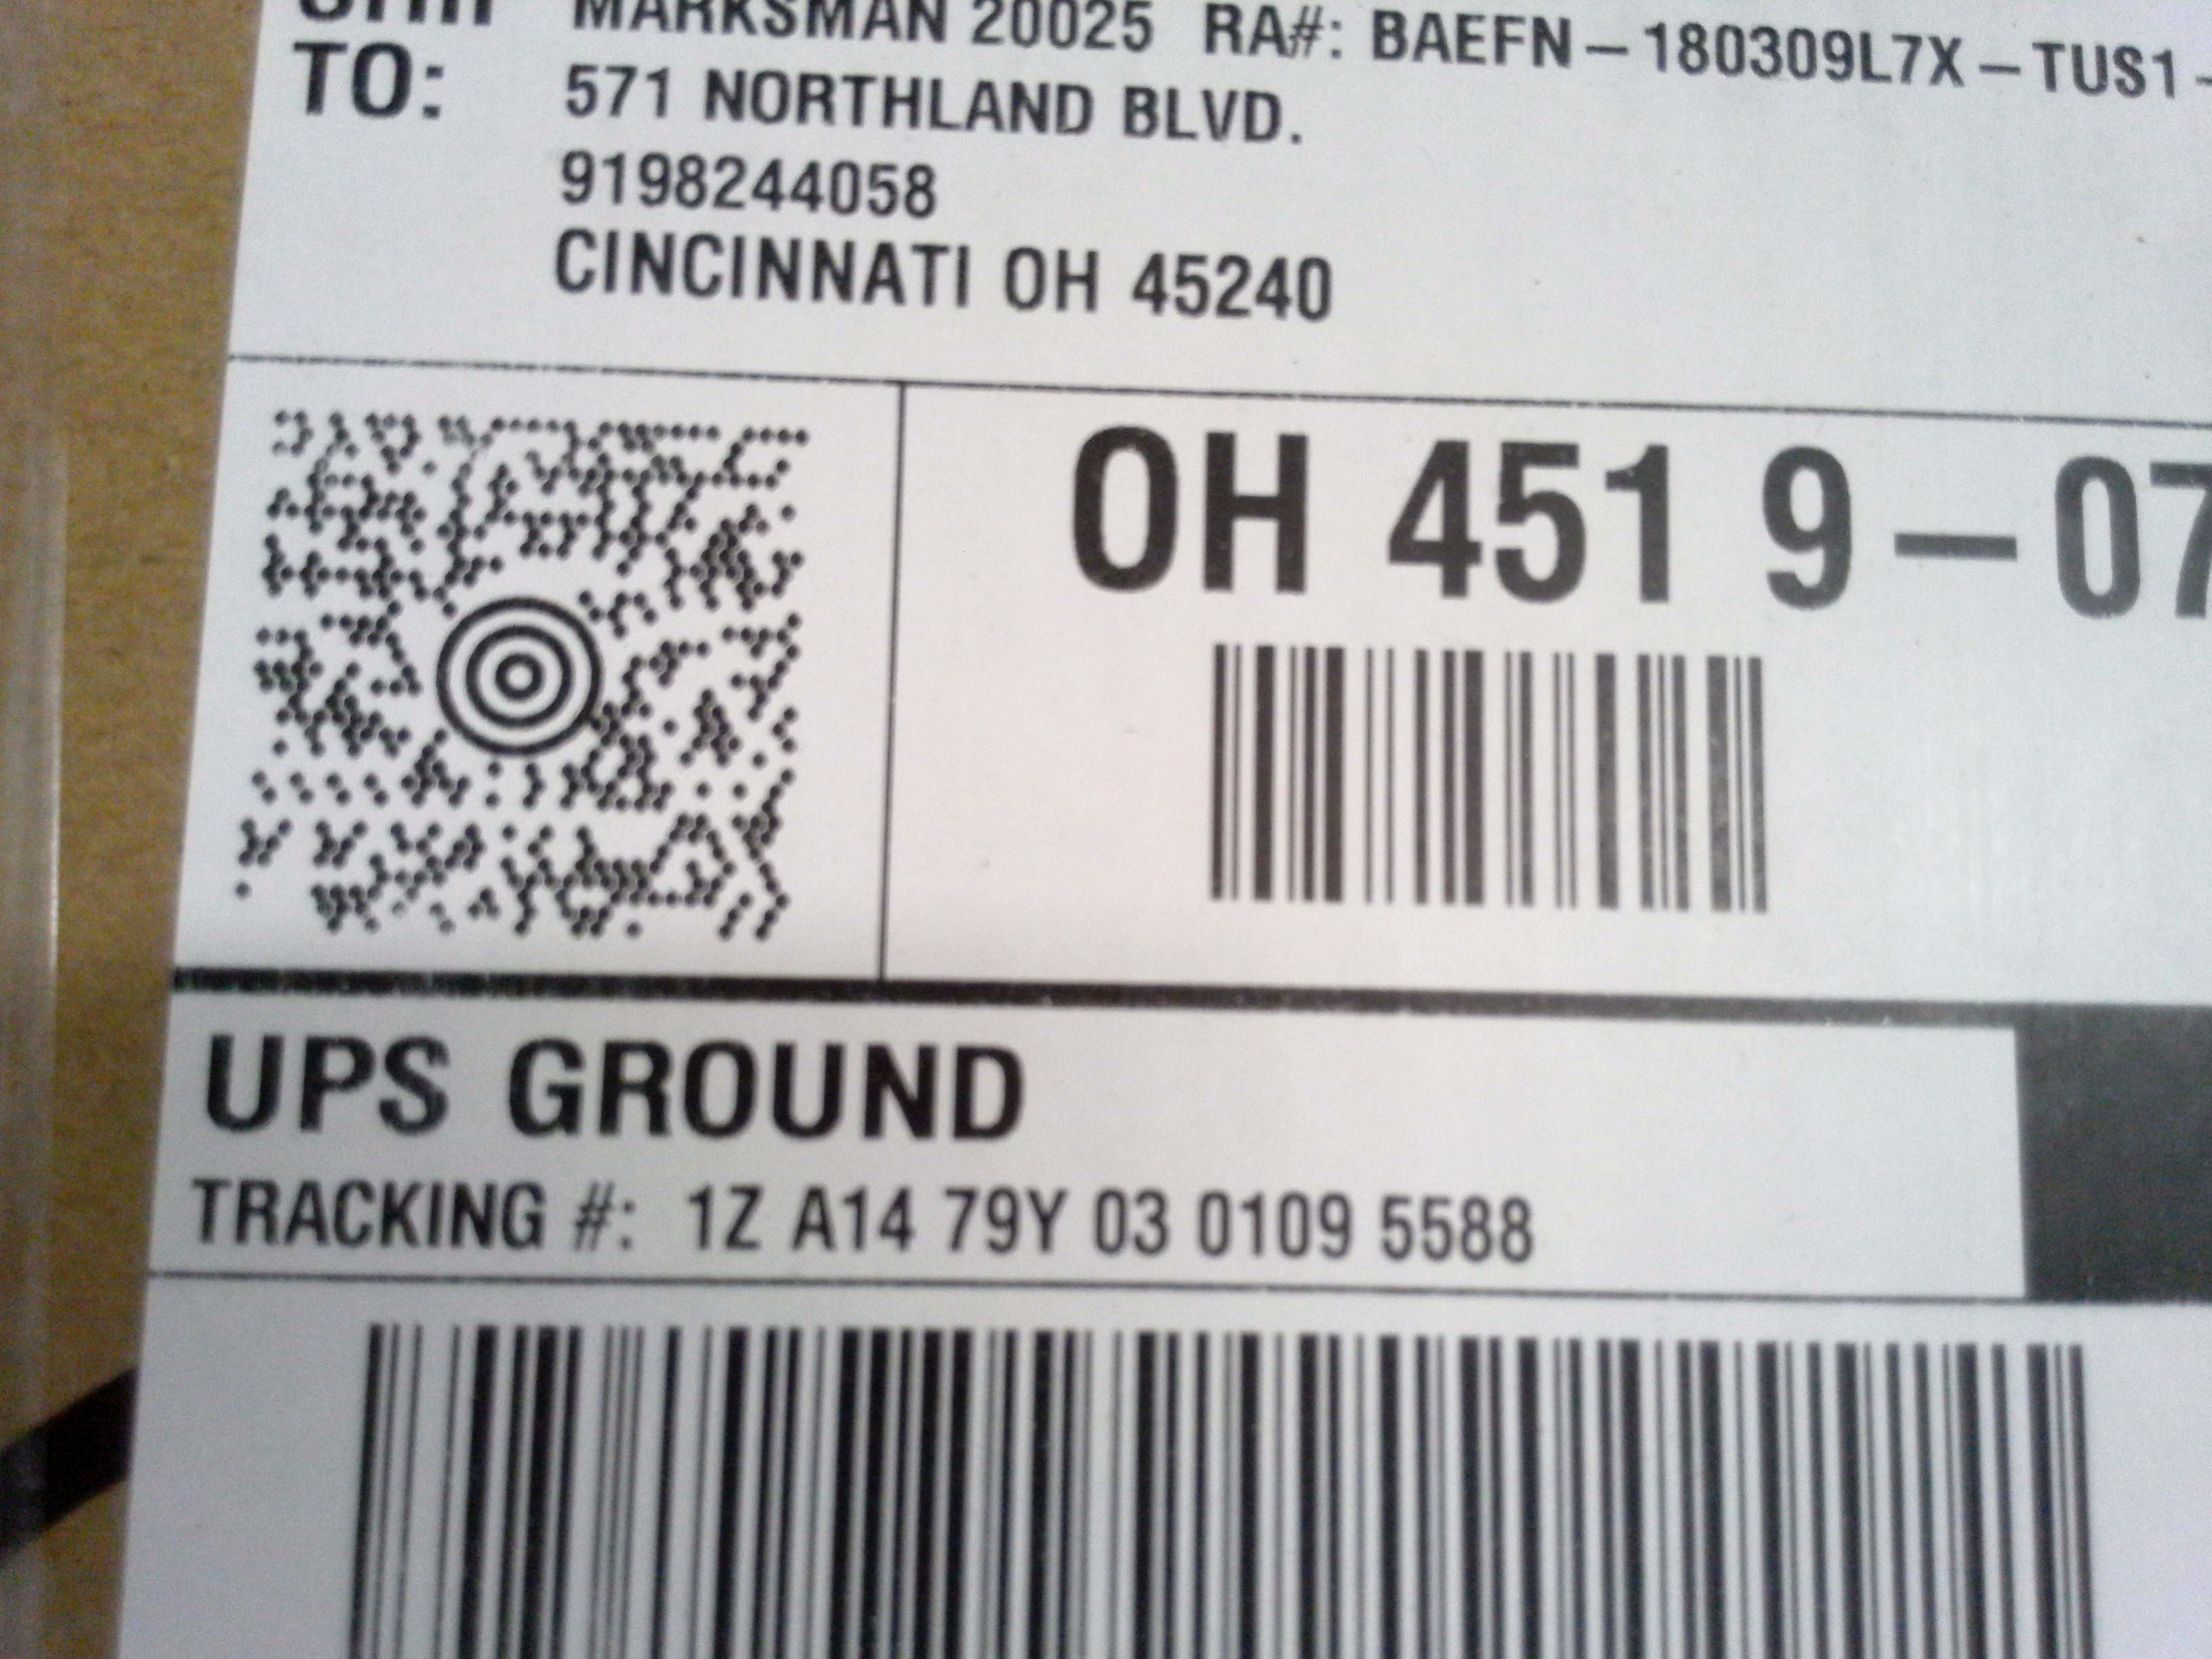 SHIP MARKSMAN 20025 RA#: BAEFN-180309L7X-TUS1-
TO: 571 NORTHLAND BLVD.
9198244058
CINCINNATI OH 45240
OH 451 9-07
UPS GROUND
TRACKING #: 1Z A14 79Y 03 0109 5588